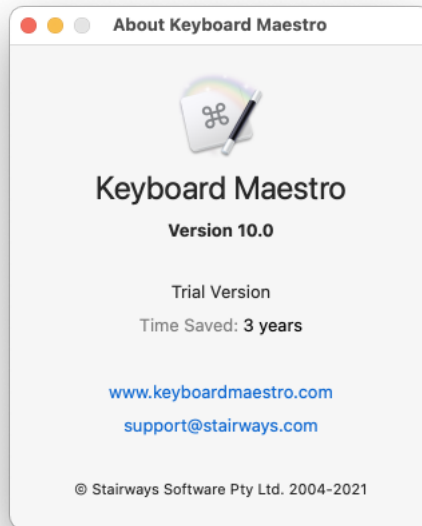 About Keyboard Maestro
⌘
Keyboard Maestro
Version 10.0
Trial Version
Time Saved: 3 years
www.keyboardmaestro.com
support@stairways.com
© Stairways Software Pty Ltd. 2004-2021